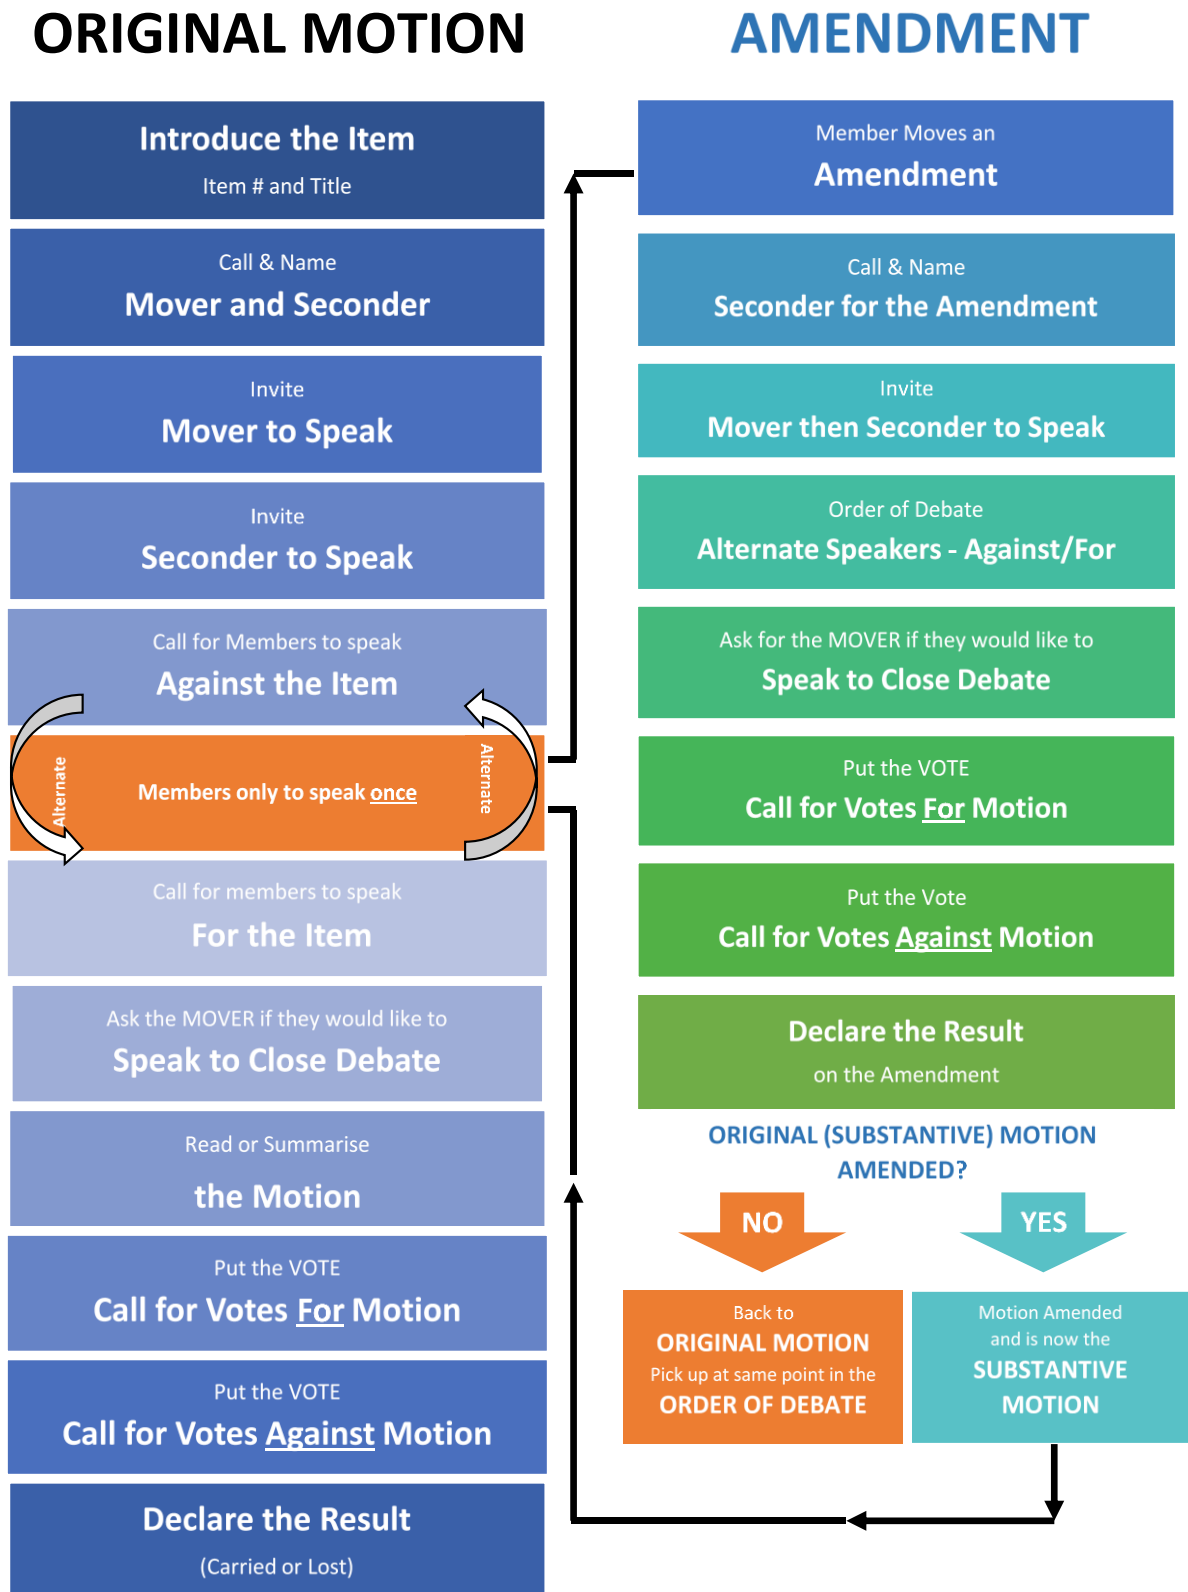 ORIGINAL MOTION
Introduce the Item
Item # and Title
Call & Name
Mover and Seconder
Invite
Mover to Speak
Invite
Seconder to Speak
Call for Members to speak
Against the Item
Alternate
Members only to speak once
Alternate
Call for members to speak
For the Item
Ask the MOVER if they would like to
Speak to Close Debate
Read or Summarise
the Motion
Put the VOTE
Call for Votes For Motion
Put the VOTE
Call for Votes Against Motion
Declare the Result
(Carried or Lost)
AMENDMENT
Member Moves an
Amendment
Call & Name
Seconder for the Amendment
Invite
Mover then Seconder to Speak
Order of Debate
Alternate Speakers - Against/For
Ask for the MOVER if they would like to
Speak to Close Debate
Put the VOTE
Call for Votes For Motion
Put the Vote
Call for Votes Against Motion
Declare the Result
on the Amendment
ORIGINAL (SUBSTANTIVE) MOTION
AMENDED?
NO
Back to
ORIGINAL MOTION
Pick up at same point in the
ORDER OF DEBATE
YES
Motion Amended
and is now the
SUBSTANTIVE
MOTION